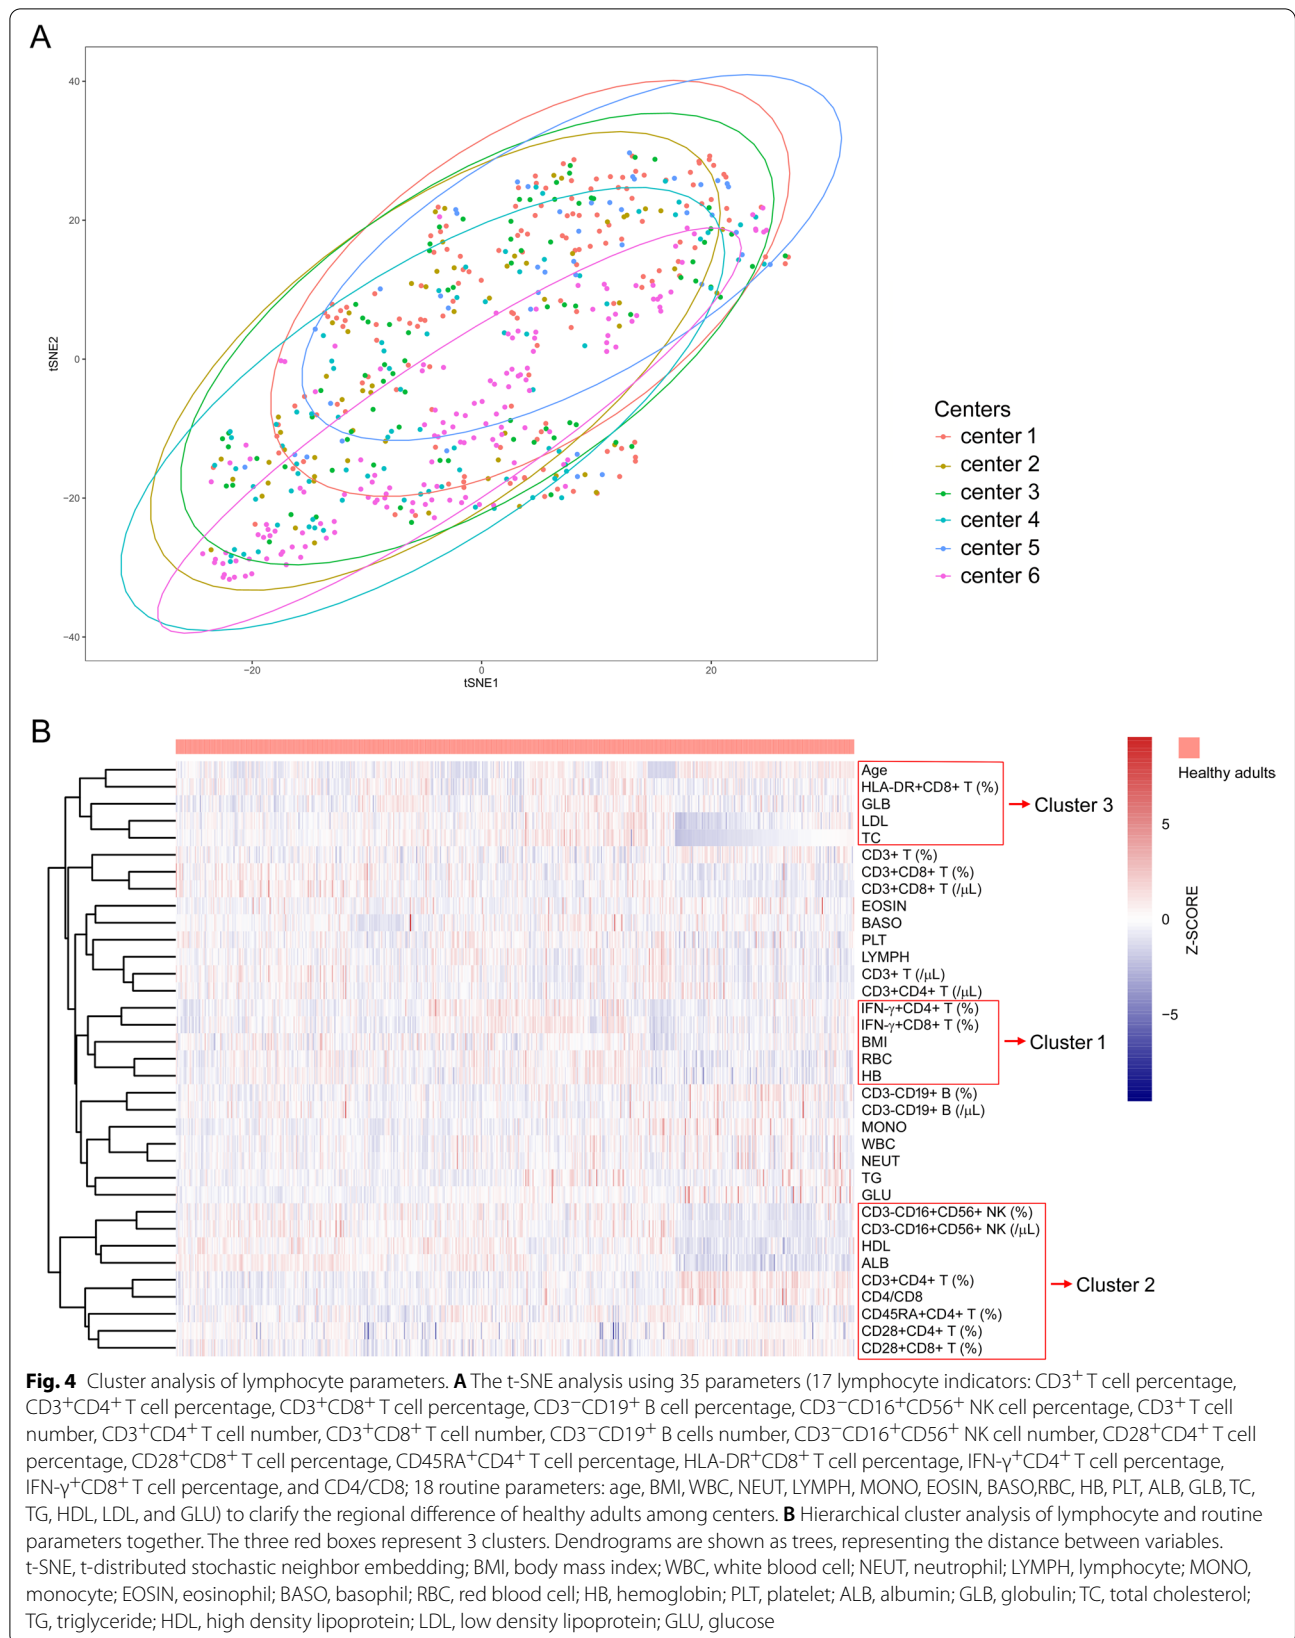 A
40
20
0
−20
−40
tSNE2
−20
0
20
tSNE1
Centers
center 1
center 2
center 3
center 4
center 5
center 6
B
Age
HLA-DR+CD8+ T (%)
GLB
LDL
TC
CD3+ T (%)
CD3+CD8+ T (%)
CD3+CD8+ T (/μL)
EOSIN
BASO
PLT
LYMPH
CD3+ T (/μL)
CD3+CD4+ T (/μL)
IFN-γ+CD4+ T (%)
IFN-γ+CD8+ T (%)
BMI
RBC
HB
CD3-CD19+ B (%)
CD3-CD19+ B (/μL)
MONO
WBC
NEUT
TG
GLU
CD3-CD16+CD56+ NK (%)
CD3-CD16+CD56+ NK (/μL)
HDL
ALB
CD3+CD4+ T (%)
CD4/CD8
CD45RA+CD4+ T (%)
CD28+CD4+ T (%)
CD28+CD8+ T (%)
Cluster 3
Cluster 1
Cluster 2
5
0
−5
Z-SCORE
Healthy adults
Fig. 4 Cluster analysis of lymphocyte parameters. A The t-SNE analysis using 35 parameters (17 lymphocyte indicators: CD3⁺ T cell percentage,
CD3⁺CD4⁺ T cell percentage, CD3⁺CD8⁺ T cell percentage, CD3⁻CD19⁺ B cell percentage, CD3⁻CD16⁺CD56⁺ NK cell percentage, CD3⁺ T cell
number, CD3⁺CD4⁺ T cell number, CD3⁺CD8⁺ T cell number, CD3⁻CD19⁺ B cells number, CD3⁻CD16⁺CD56⁺ NK cell number, CD28⁺CD4⁺ T cell
percentage, CD28⁺CD8⁺ T cell percentage, CD45RA⁺CD4⁺ T cell percentage, HLA-DR⁺CD8⁺ T cell percentage, IFN-γ⁺CD4⁺ T cell percentage,
IFN-γ⁺CD8⁺ T cell percentage, and CD4/CD8; 18 routine parameters: age, BMI, WBC, NEUT, LYMPH, MONO, EOSIN, BASO,RBC, HB, PLT, ALB, GLB, TC,
TG, HDL, LDL, and GLU) to clarify the regional difference of healthy adults among centers. B Hierarchical cluster analysis of lymphocyte and routine
parameters together. The three red boxes represent 3 clusters. Dendrograms are shown as trees, representing the distance between variables.
t-SNE, t-distributed stochastic neighbor embedding; BMI, body mass index; WBC, white blood cell; NEUT, neutrophil; LYMPH, lymphocyte; MONO,
monocyte; EOSIN, eosinophil; BASO, basophil; RBC, red blood cell; HB, hemoglobin; PLT, platelet; ALB, albumin; GLB, globulin; TC, total cholesterol;
TG, triglyceride; HDL, high density lipoprotein; LDL, low density lipoprotein; GLU, glucose